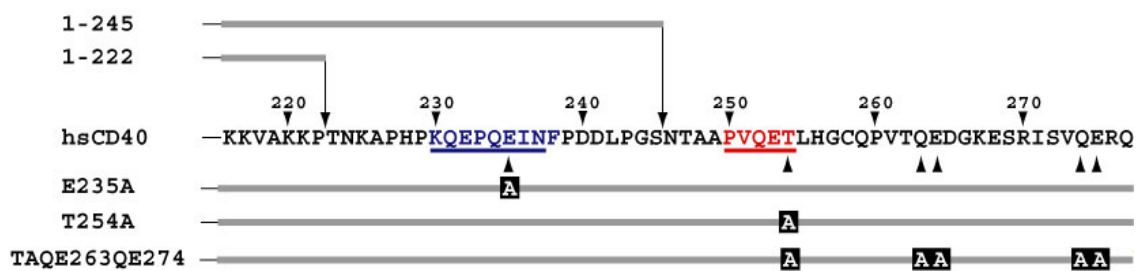 1-245
1-222
220 230 240 250 260 270
hsCD40 KKVAKKPTNKAPHPKQEPQEINFPDDLPGSNTAAPVQETLHGCQPVTQEDGKESRISVQERQ
E235A A
T254A A
TAQE263QE274 A A A A A